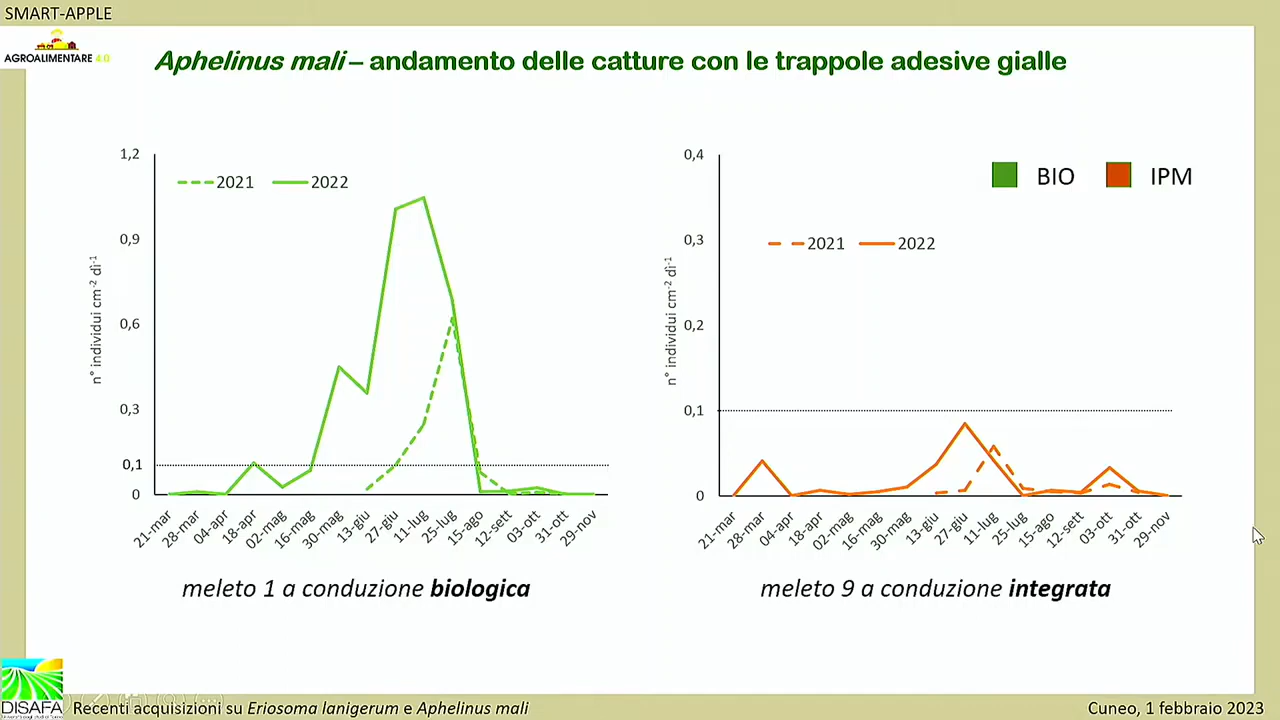 SMART-APPLE
AGROALIMENTARE 4.0
Aphelinus mali – andamento delle catture con le trappole adesive gialle
1,2
0,9
0,6
0,3
0,1
0
n° individui cm⁻² dì⁻¹
2021
2022
21-mar
28-mar
04-apr
18-apr
02-mag
16-mag
30-mag
13-giu
27-giu
11-lug
25-lug
15-ago
12-sett
03-ott
31-ott
29-nov
meleto 1 a conduzione biologica
0,4
0,3
0,2
0,1
0
n° individui cm⁻² dì⁻¹
BIO
IPM
2021
2022
21-mar
28-mar
04-apr
18-apr
02-mag
16-mag
30-mag
13-giu
27-giu
11-lug
25-lug
15-ago
12-sett
03-ott
31-ott
29-nov
meleto 9 a conduzione integrata
DISAFA
Recenti acquisizioni su Eriosoma lanigerum e Aphelinus mali
Cuneo, 1 febbraio 2023